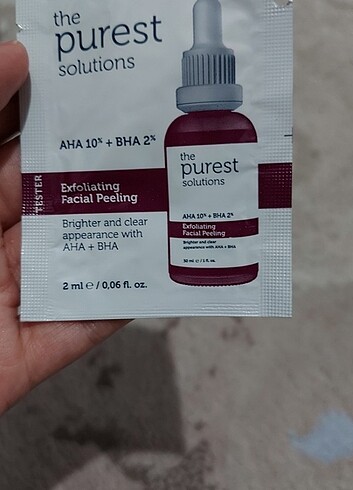 the
purest
solutions
AHA 10% + BHA 2%
TESTER
Exfoliating
Facial Peeling
Brighter and clear
appearance with
AHA + BHA
2 ml e / 0,06 fl. oz.
the
purest
solutions
AHA 10% + BHA 2%
Exfoliating
Facial Peeling
Brighter and clear
appearance with AHA + BHA
30 ml e / 1 fl. oz.